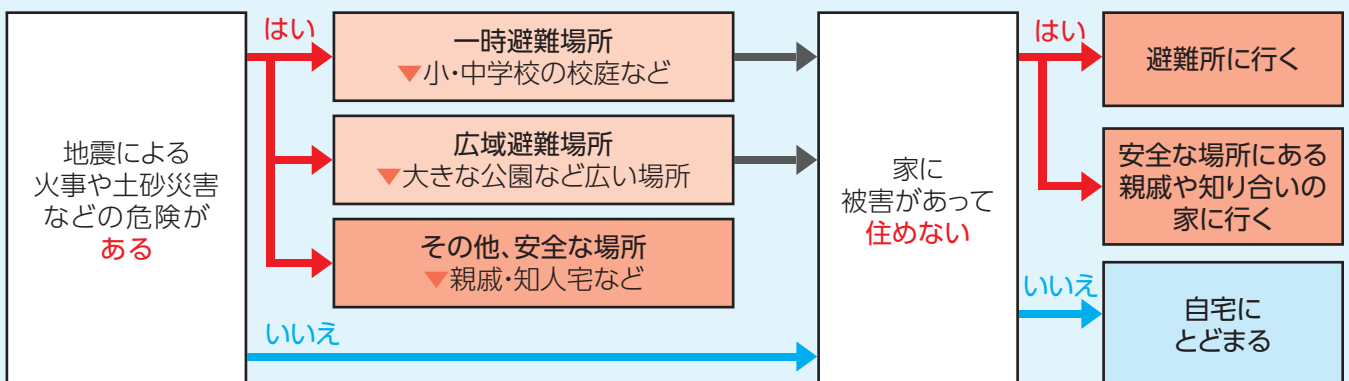 地震による
火事や土砂災害
などの危険が
ある
はい
一時避難場所
▼小・中学校の校庭など
広域避難場所
▼大きな公園など広い場所
その他、安全な場所
▼親戚・知人宅など
いいえ
家に
被害があって
住めない
はい
避難所に行く
安全な場所にある
親戚や知り合いの
家に行く
いいえ
自宅に
とどまる